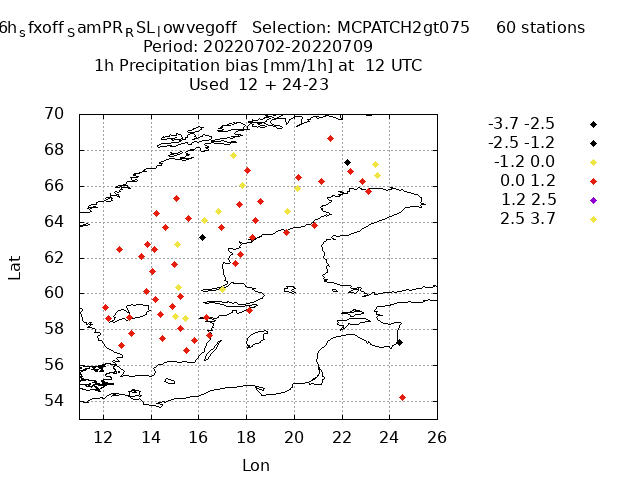 6h_sfxoff_SamPR_RSL_lowvegoff Selection: MCPATCH2gt075 60 stations
Period: 20220702-20220709
1h Precipitation bias [mm/1h] at 12 UTC
Used 12 + 24-23
70
68
66
64
62
60
58
56
54
Lat
12 14 16 18 20 22 24 26
Lon
-3.7 -2.5
-2.5 -1.2
-1.2 0.0
0.0 1.2
1.2 2.5
2.5 3.7